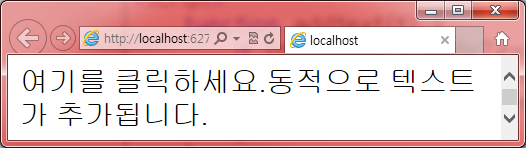 http://localhost:627
localhost
여기를 클릭하세요.동적으로 텍스트
가 추가됩니다.